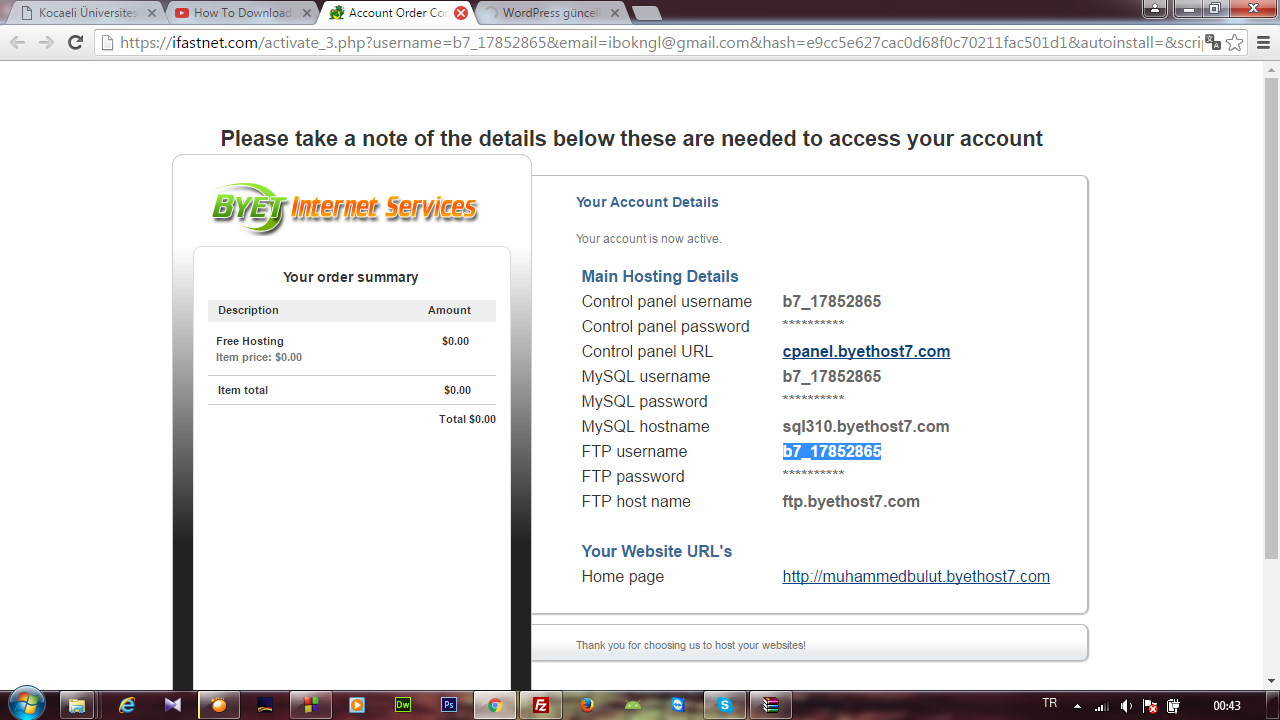 Kocaeli Üniversites
How To Download
Account Order Cor
WordPress güncell
https://ifastnet.com/activate_3.php?username=b7_17852865&email=ibokngl@gmail.com&hash=e9cc5e627cac0d68f0c70211fac501d1&autoinstall=&scrip
Please take a note of the details below these are needed to access your account
BYET Internet Services
Your order summary
Description Amount
Free Hosting $0.00
Item price: $0.00
Item total $0.00
Total $0.00
Your Account Details
Your account is now active.
Main Hosting Details
Control panel username b7_17852865
Control panel password **********
Control panel URL cpanel.byethost7.com
MySQL username b7_17852865
MySQL password **********
MySQL hostname sql310.byethost7.com
FTP username b7_17852865
FTP password **********
FTP host name ftp.byethost7.com
Your Website URL's
Home page http://muhammedbulut.byethost7.com
Thank you for choosing us to host your websites!
Dw Ps Fz S
TR 00:43